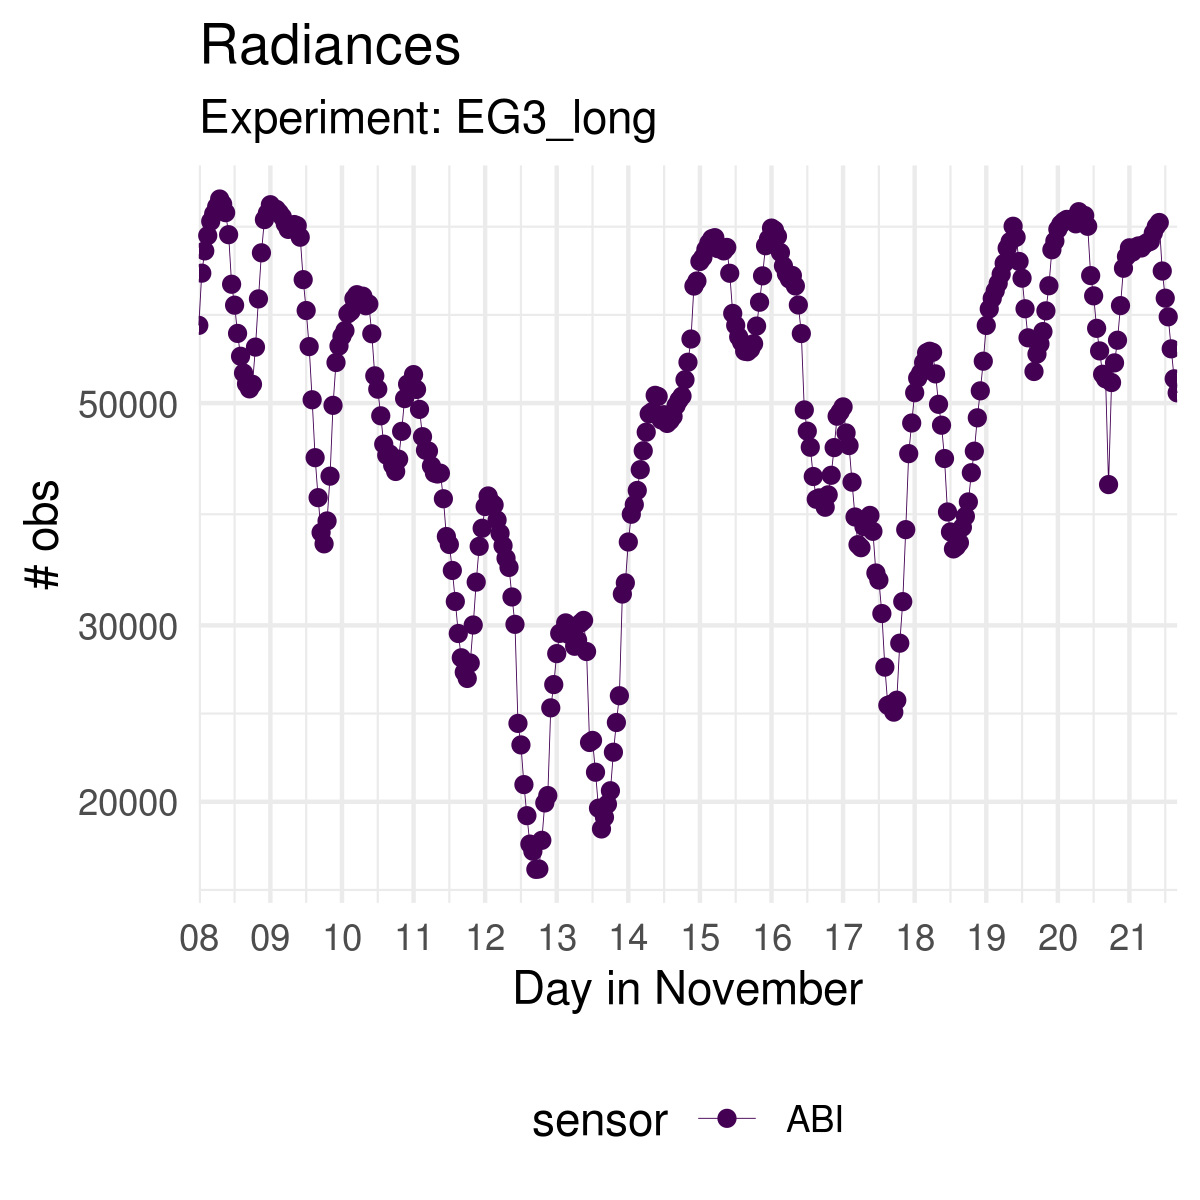 Radiances
Experiment: EG3_long
# obs
50000
30000
20000
08 09 10 11 12 13 14 15 16 17 18 19 20 21
Day in November
sensor ABI